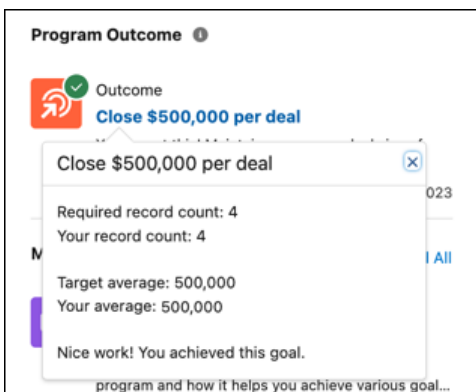 Program Outcome
Outcome
Close $500,000 per deal
Close $500,000 per deal
023
Required record count: 4
Your record count: 4
M
l All
Target average: 500,000
Your average: 500,000
Nice work! You achieved this goal.
program and how it helps you achieve various goal...